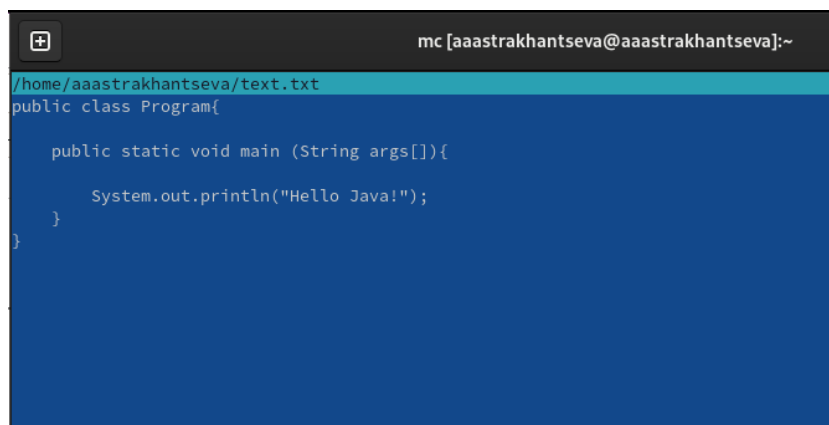 mc [aaastrakhantseva@aaastrakhantseva]:~
/home/aaastrakhantseva/text.txt
public class Program{
    public static void main (String args[]){
        System.out.println("Hello Java!");
    }
}